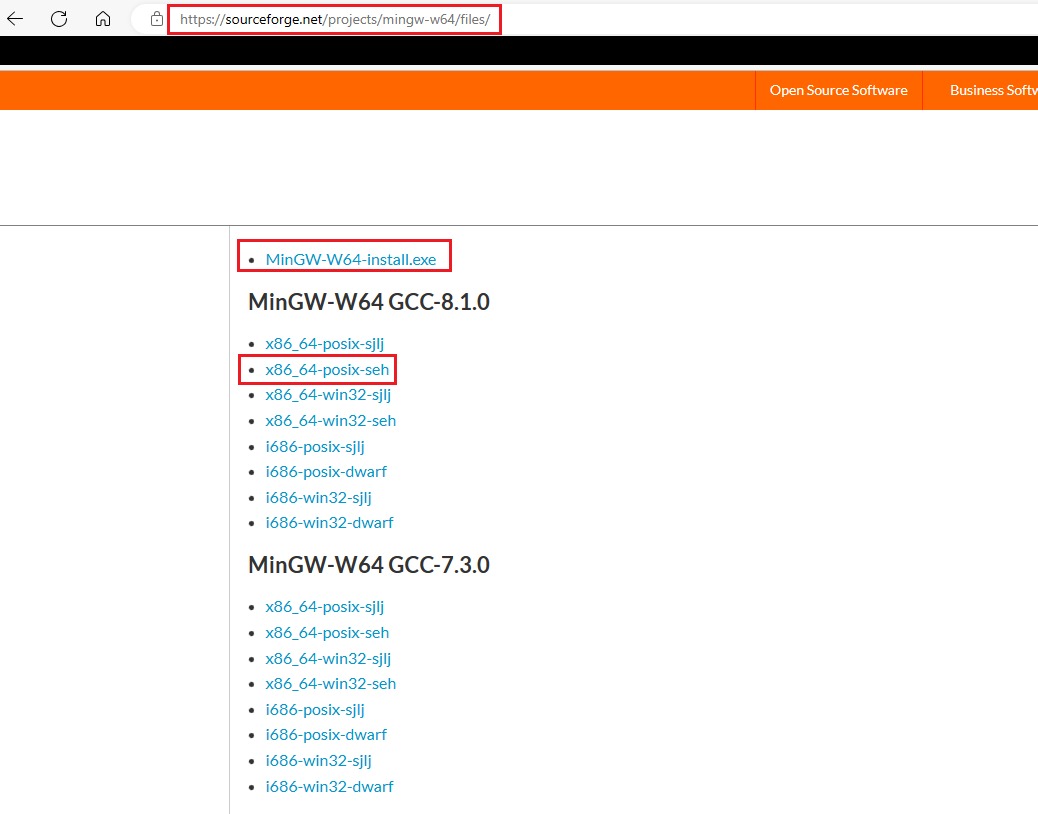 https://sourceforge.net/projects/mingw-w64/files/
Open Source Software
Business Softw
MinGW-W64-install.exe
MinGW-W64 GCC-8.1.0
x86_64-posix-sjlj
x86_64-posix-seh
x86_64-win32-sjlj
x86_64-win32-seh
i686-posix-sjlj
i686-posix-dwarf
i686-win32-sjlj
i686-win32-dwarf
MinGW-W64 GCC-7.3.0
x86_64-posix-sjlj
x86_64-posix-seh
x86_64-win32-sjlj
x86_64-win32-seh
i686-posix-sjlj
i686-posix-dwarf
i686-win32-sjlj
i686-win32-dwarf